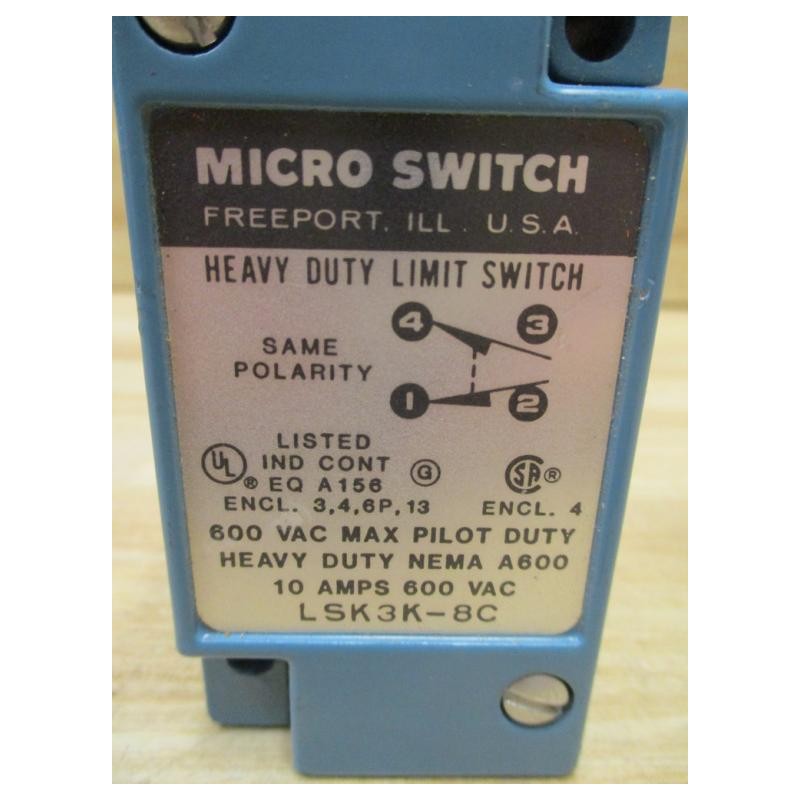 MICRO SWITCH
FREEPORT, ILL. U.S.A.
HEAVY DUTY LIMIT SWITCH
4 3
SAME
POLARITY
1 2
LISTED
UL ® IND CONT G SA ®
EQ A156
ENCL. 3,4,6P,13 ENCL. 4
600 VAC MAX PILOT DUTY
HEAVY DUTY NEMA A600
10 AMPS 600 VAC
LSK3K-8C